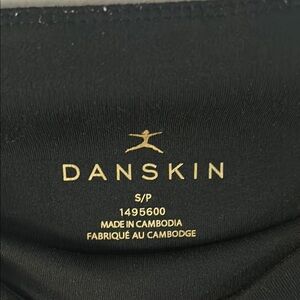 DANSKIN
S/P
1495600
MADE IN CAMBODIA
FABRIQUÉ AU CAMBODGE